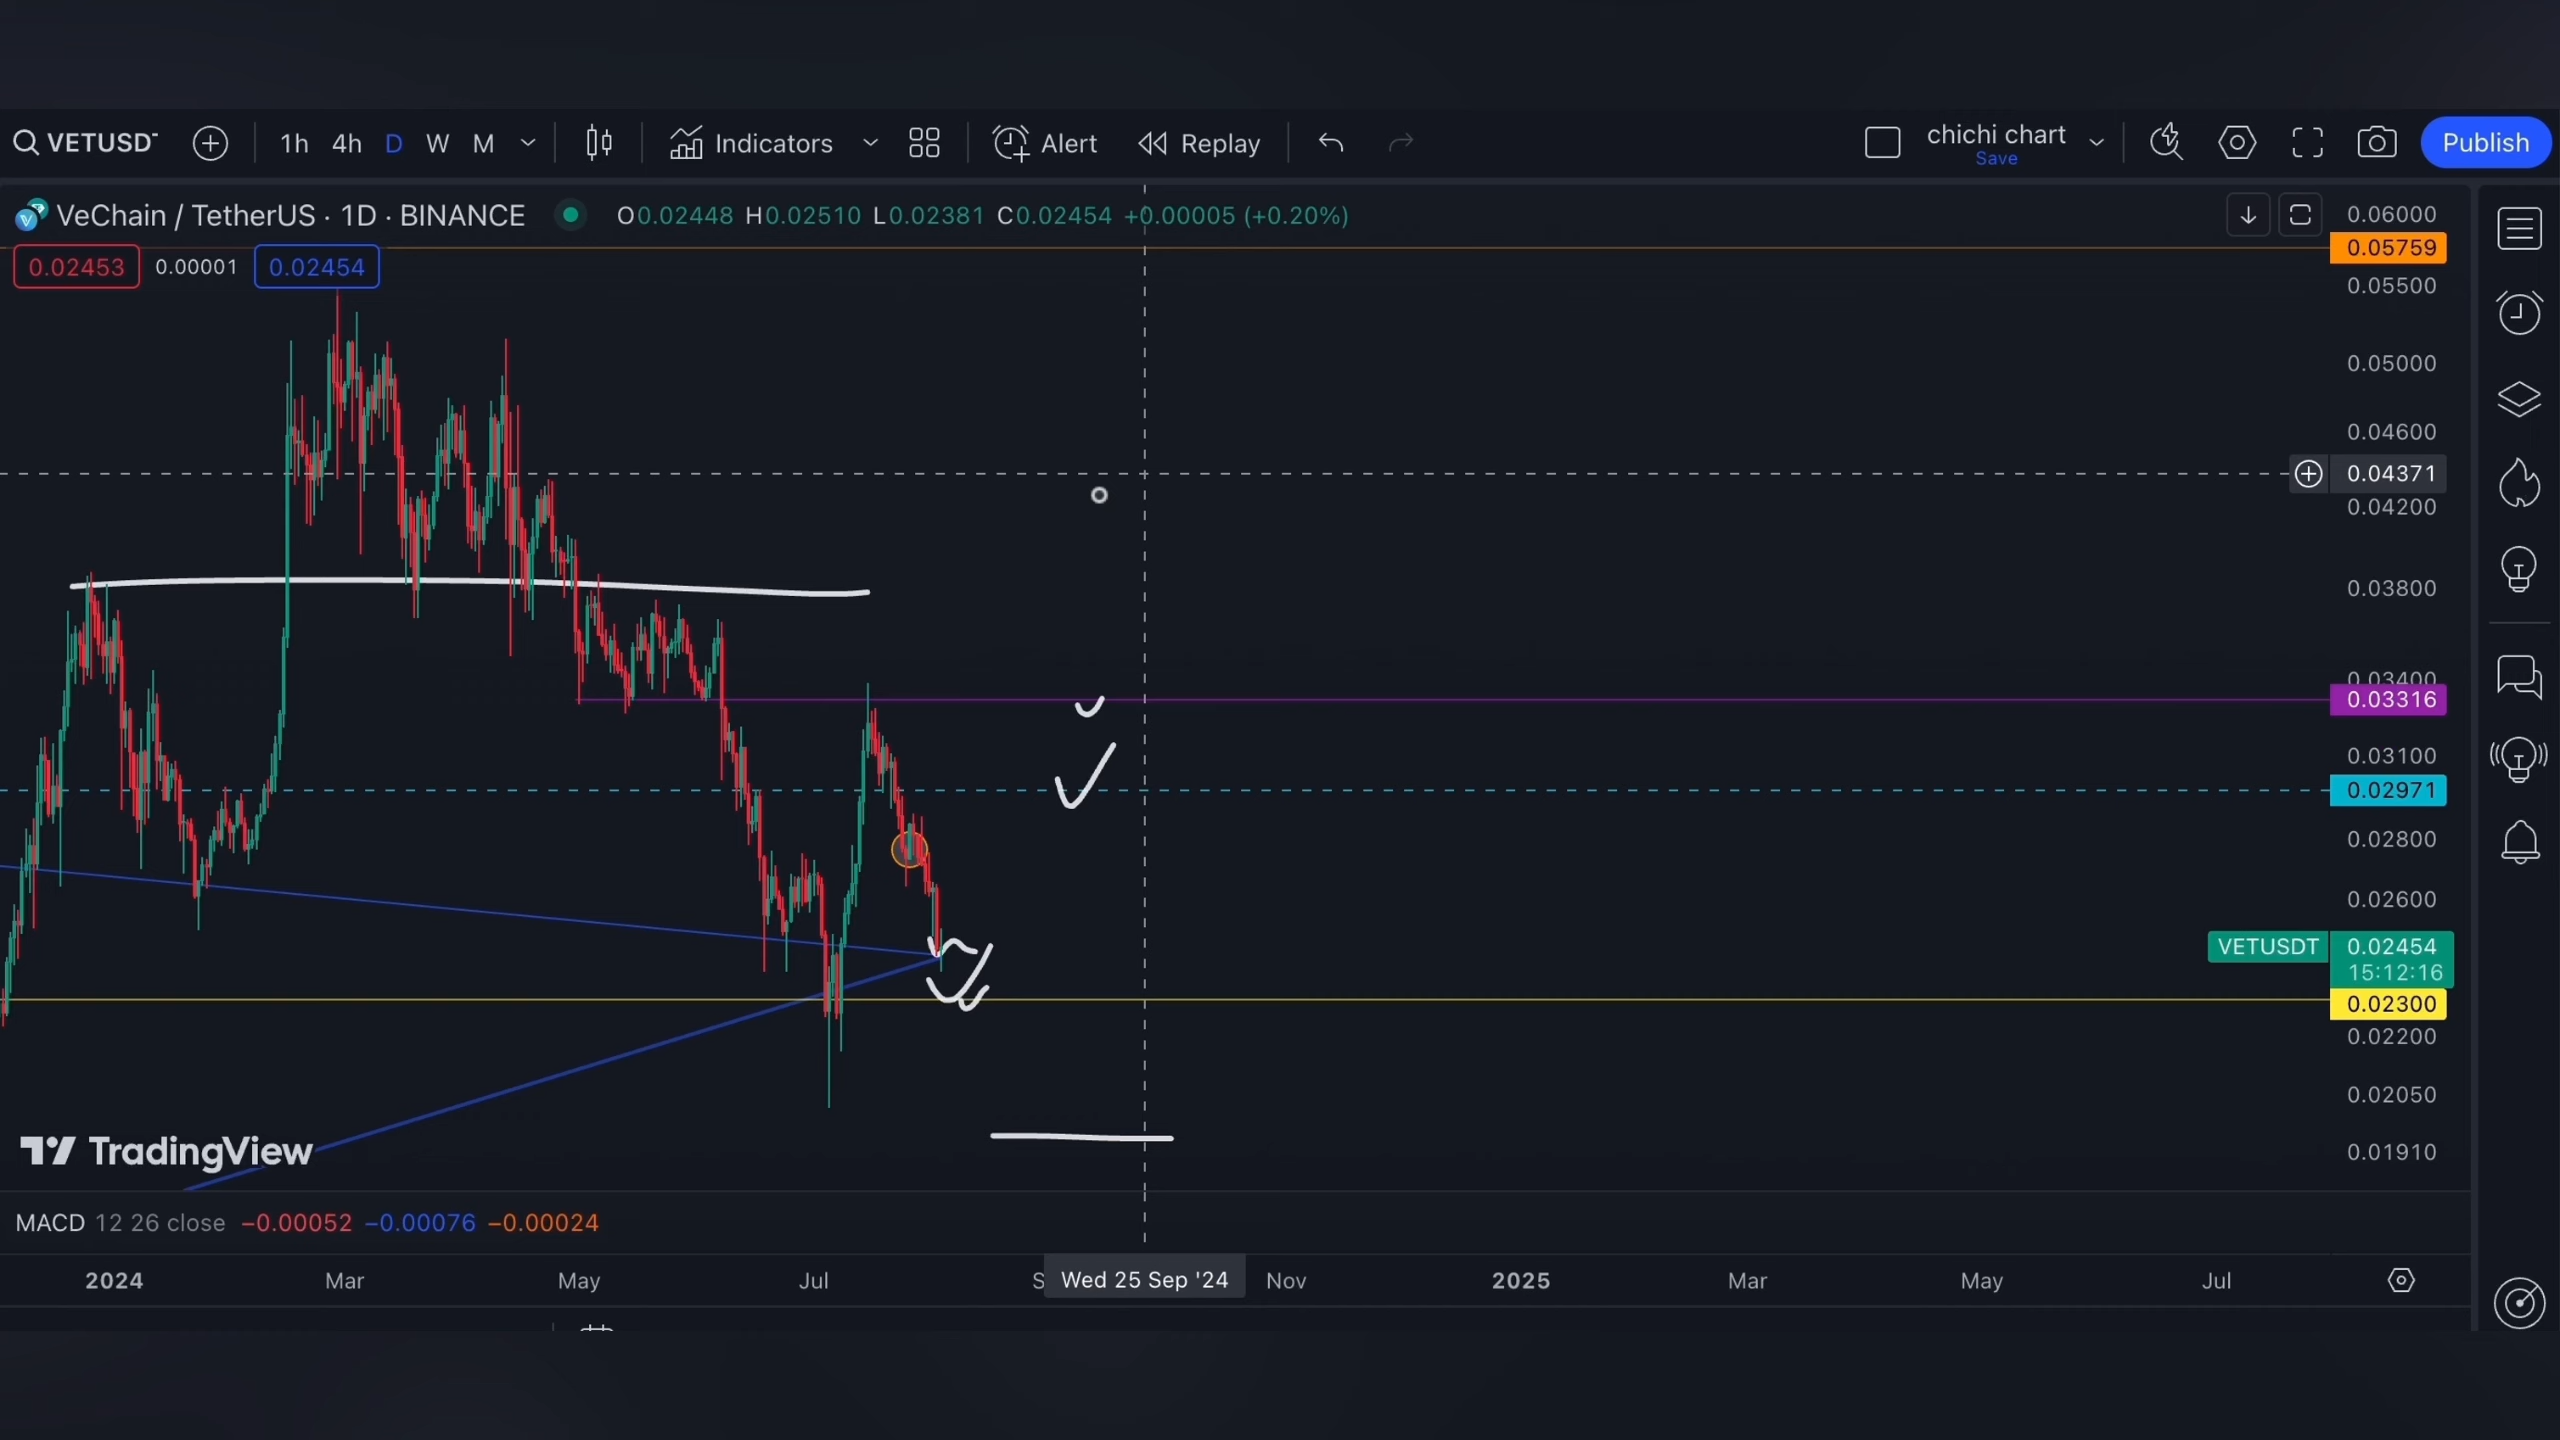 VETUSDT
1h 4h D W M
Indicators
Alert
Replay
chichi chart
Save
Publish
VeChain / TetherUS · 1D · BINANCE
O0.02448 H0.02510 L0.02381 C0.02454 +0.00005 (+0.20%)
0.02453 0.00001 0.02454
0.06000
0.05759
0.05500
0.05000
0.04600
0.04371
0.04200
0.03800
0.03400
0.03316
0.03100
0.02971
0.02800
0.02600
VETUSDT 0.02454
15:12:16
0.02300
0.02200
0.02050
0.01910
TradingView
MACD 12 26 close −0.00052 −0.00076 −0.00024
2024 Mar May Jul S Wed 25 Sep '24 Nov 2025 Mar May Jul